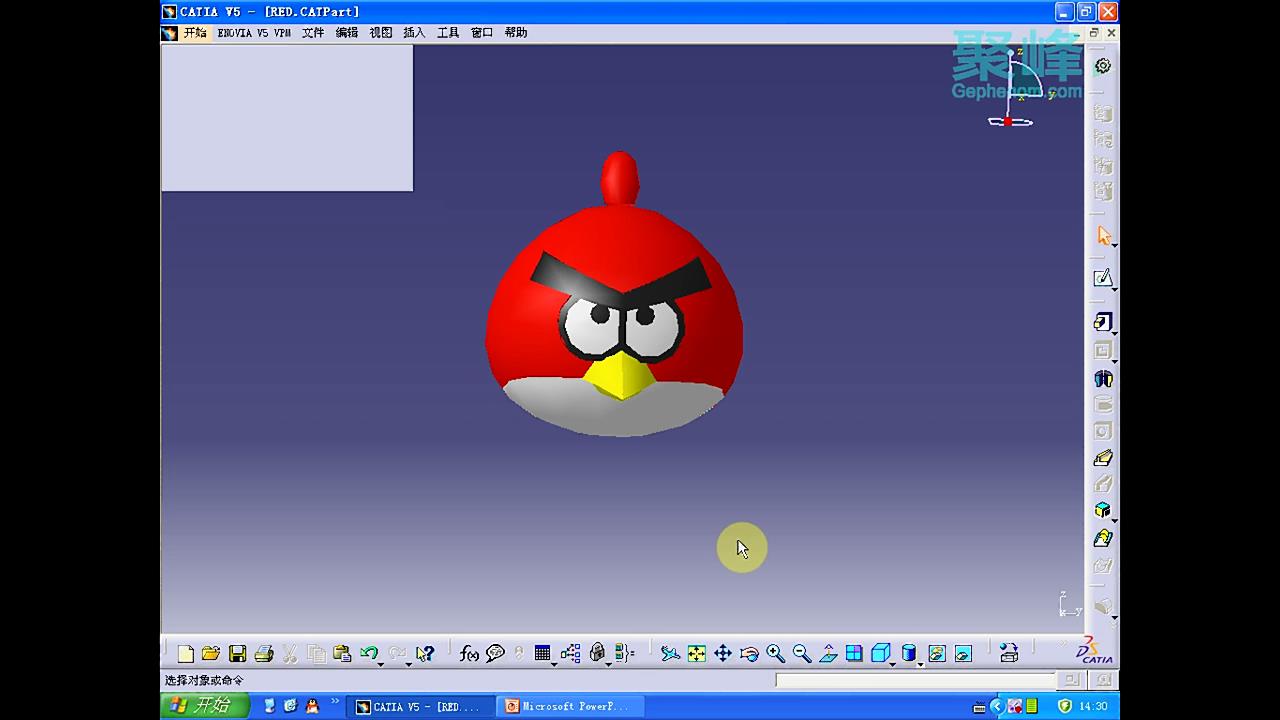 CATIA V5 - [RED.CATPart]
开始 ENOVIA V5 VPM 文件 编辑 视图 插入 工具 窗口 帮助
聚峰
Gephenom.com
z
x y
z
x y
f(x)
DS
CATIA
选择对象或命令
开始 CATIA V5 - [RED.... Microsoft PowerP... 14:30